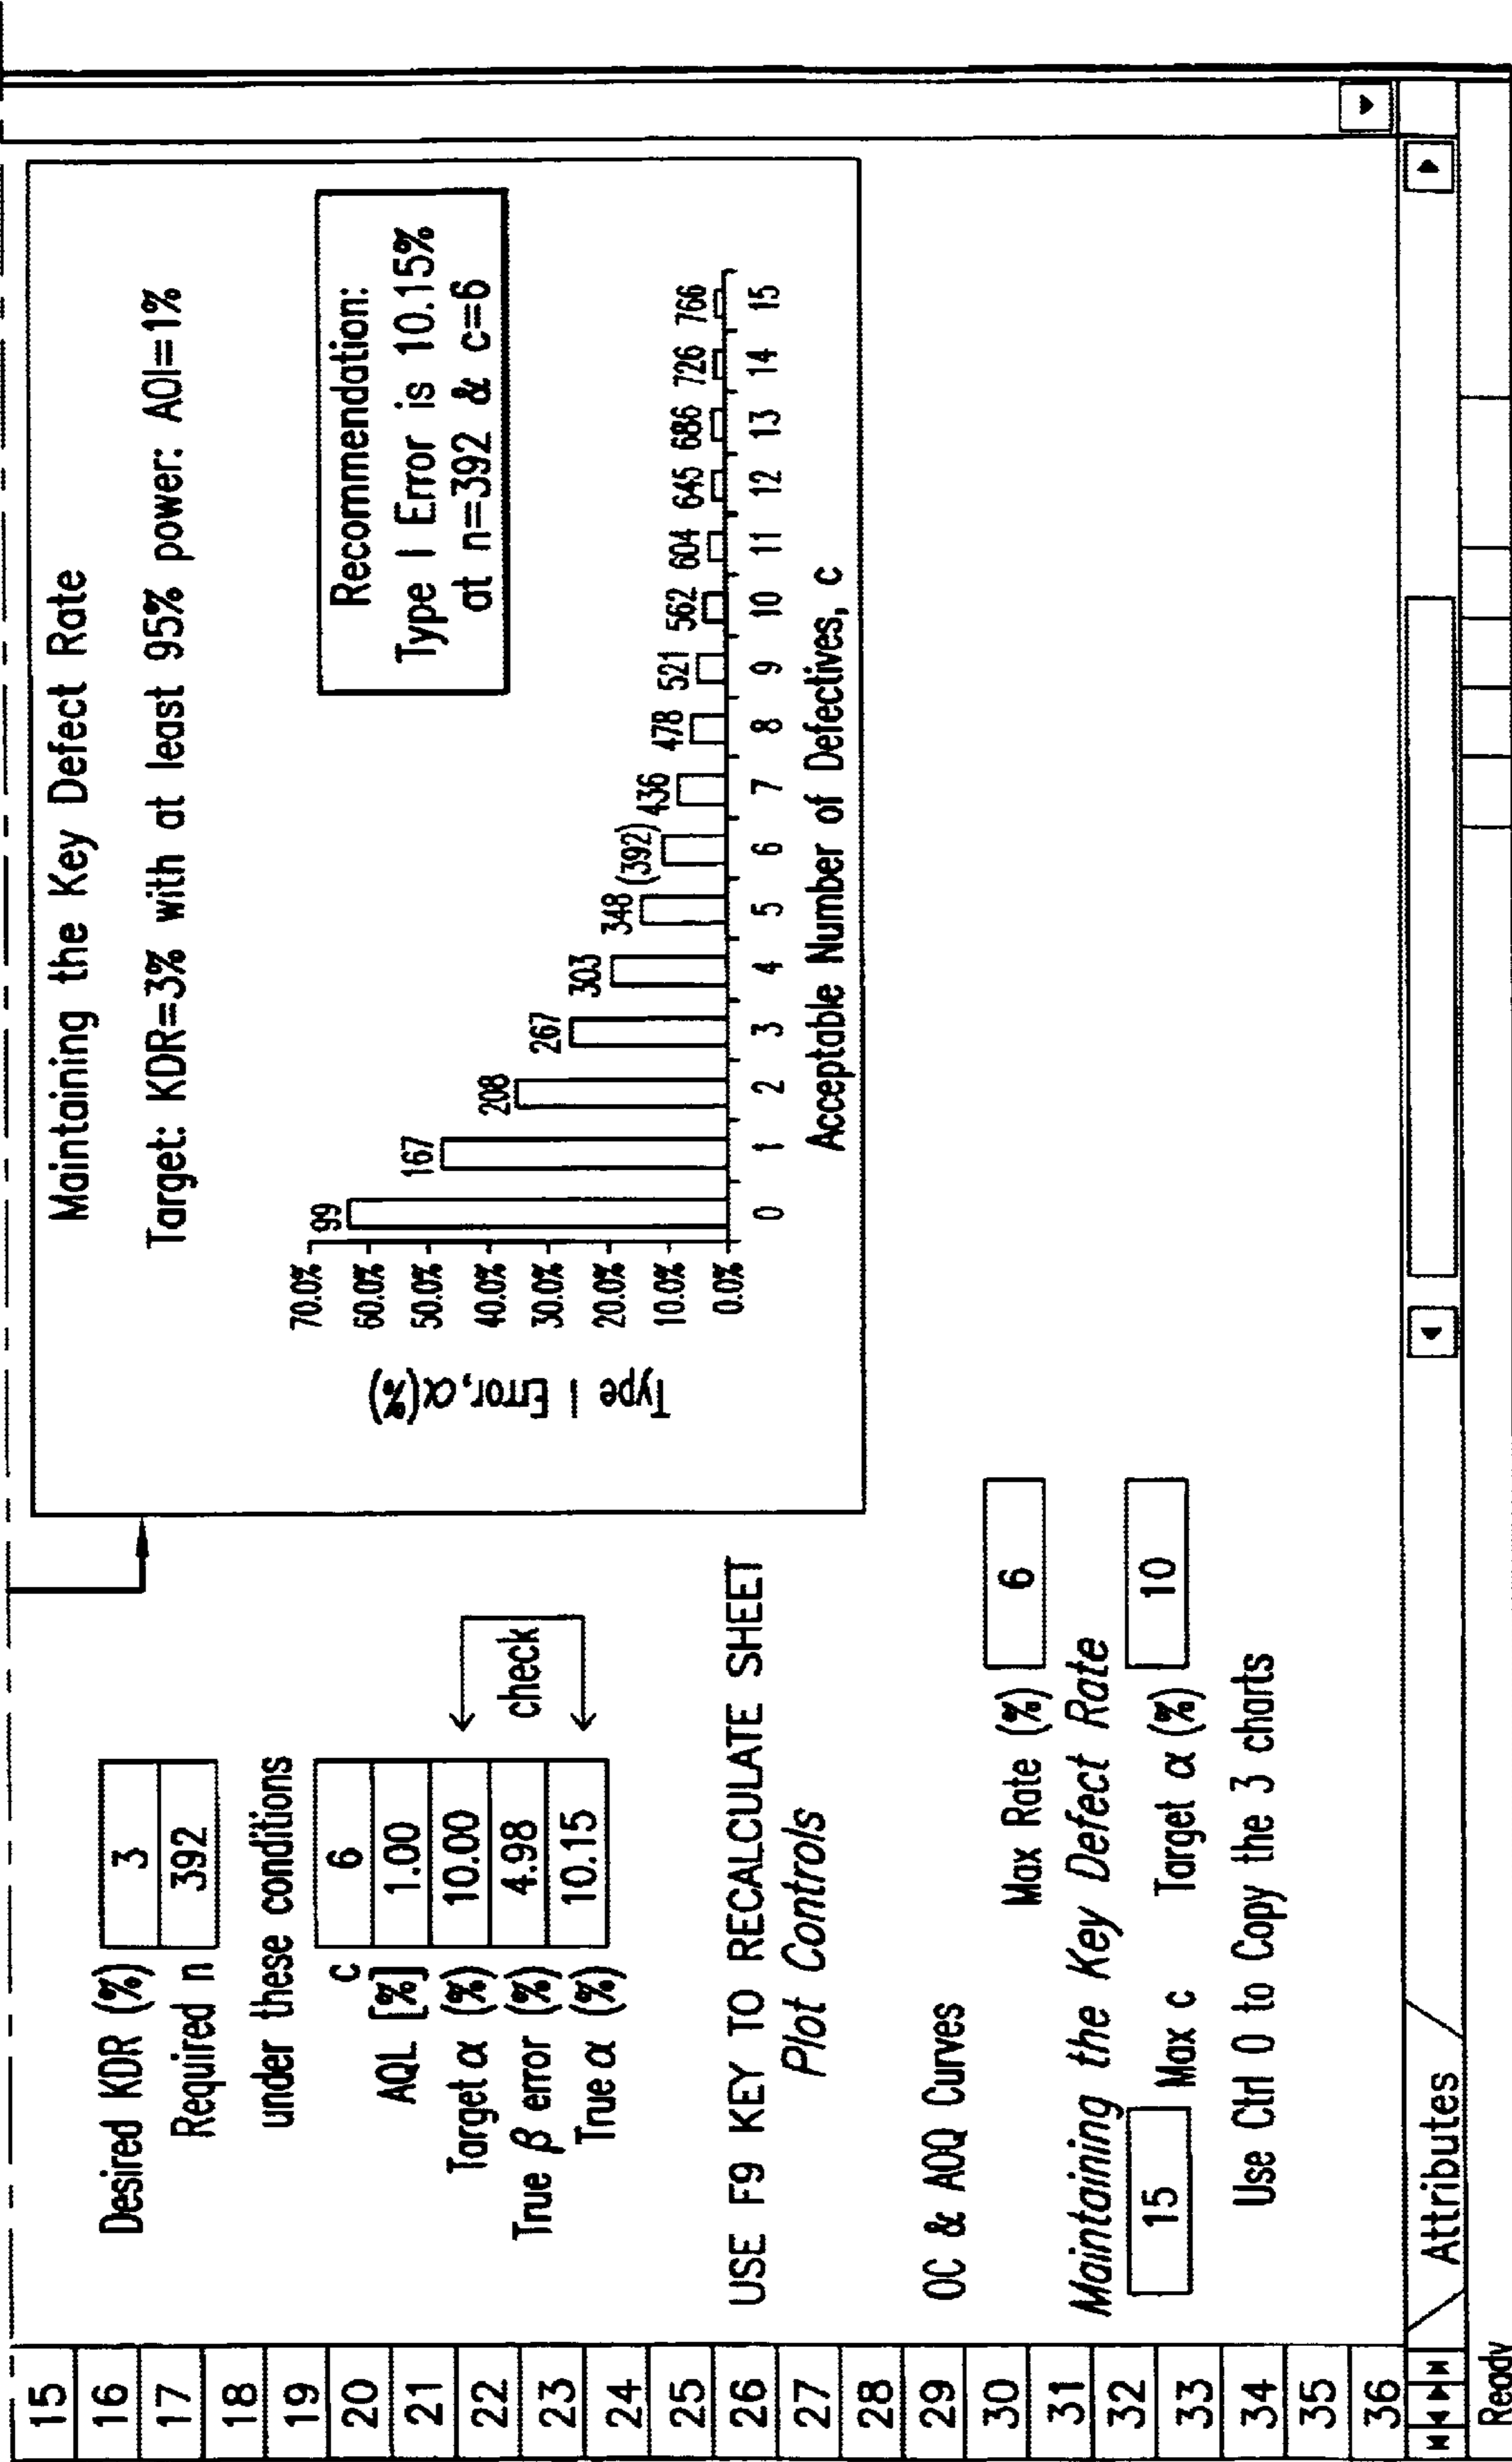 15
16
17
18
19
20
21
22
23
24
25
26
27
28
29
30
31
32
33
34
35
36
Desired KDR (%) 3
Required n 392
under these conditions
c 6
AQL [%] 1.00
Target α (%) 10.00
True β error (%) 4.98
True α (%) 10.15
check
USE F9 KEY TO RECALCULATE SHEET
Plot Controls
OC & AOQ Curves
Max Rate (%) 6
Maintaining the Key Defect Rate
15 Max c Target α (%) 10
Use Ctrl O to Copy the 3 charts
Maintaining the Key Defect Rate
Target: KDR=3% with at least 95% power: AQL=1%
Recommendation:
Type I Error is 10.15%
at n=392 & c=6
Type I Error, α(%)
70.0%
60.0%
50.0%
40.0%
30.0%
20.0%
10.0%
0.0%
99 167 208 267 303 348 (392) 436 478 521 562 604 645 686 726 766
0 1 2 3 4 5 6 7 8 9 10 11 12 13 14 15
Acceptable Number of Defectives, c
Attributes
Ready